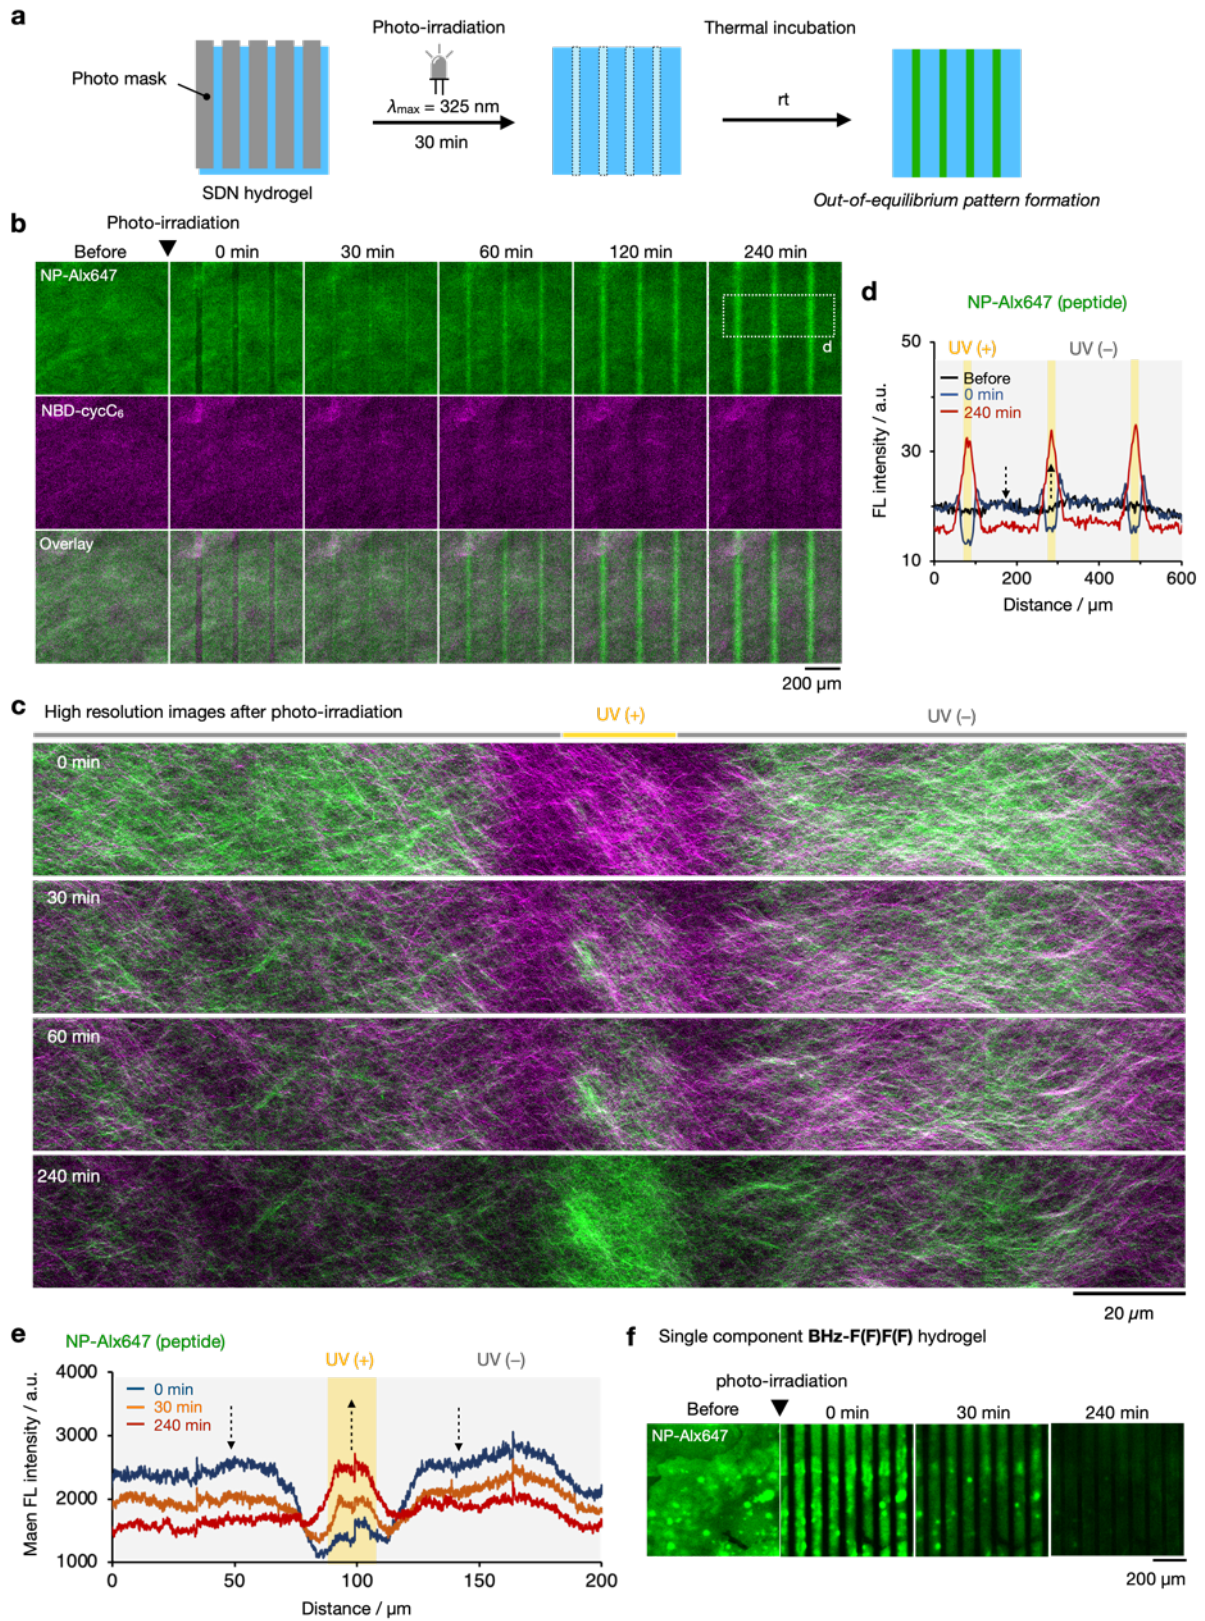 a
Photo mask
SDN hydrogel
Photo-irradiation
λmax = 325 nm
30 min
Thermal incubation
rt
Out-of-equilibrium pattern formation
b
Photo-irradiation
Before 0 min 30 min 60 min 120 min 240 min
NP-Alx647
d
NBD-cycC₆
Overlay
200 µm
d
NP-Alx647 (peptide)
UV (+) UV (–)
Before
0 min
240 min
FL intensity / a.u.
50
30
10
0 200 400 600
Distance / µm
c
High resolution images after photo-irradiation
UV (+) UV (–)
0 min
30 min
60 min
240 min
20 µm
e
NP-Alx647 (peptide)
UV (+) UV (–)
0 min
30 min
240 min
Maen FL intensity / a.u.
4000
3000
2000
1000
0 50 100 150 200
Distance / µm
f
Single component BHz-F(F)F(F) hydrogel
photo-irradiation
Before 0 min 30 min 240 min
NP-Alx647
200 µm